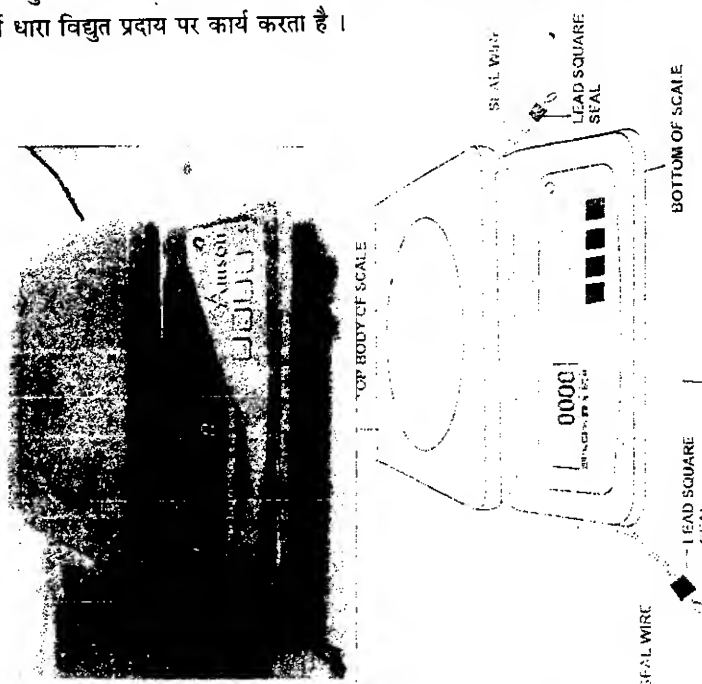 धारा विद्युत प्रदाय पर कार्य करता है ।
SEAL WIRE
LEAD SQUARE
SEAL
BOTTOM OF SCALE
TOP BODY OF SCALE
0000
LEAD SQUARE
SEAL WIRE